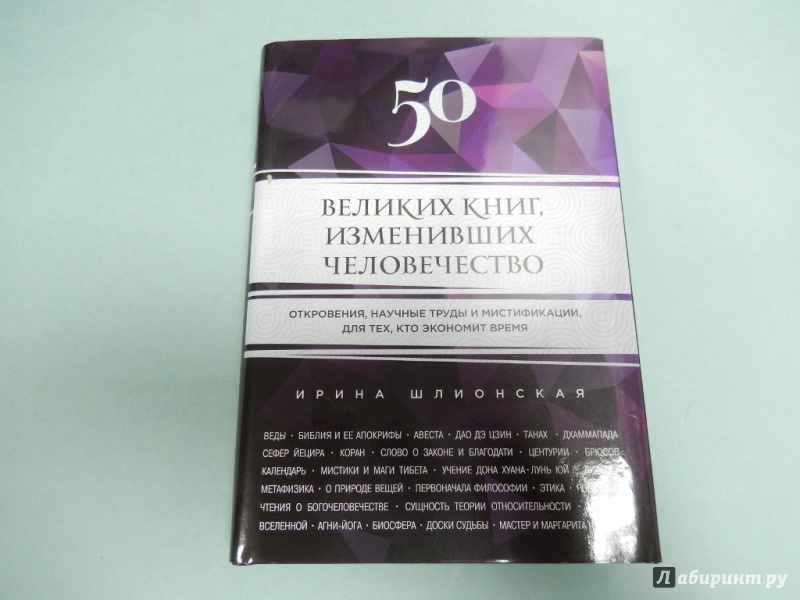 50
ВЕЛИКИХ КНИГ,
ИЗМЕНИВШИХ
ЧЕЛОВЕЧЕСТВО
ОТКРОВЕНИЯ, НАУЧНЫЕ ТРУДЫ И МИСТИФИКАЦИИ,
ДЛЯ ТЕХ, КТО ЭКОНОМИТ ВРЕМЯ
ИРИНА ШЛИОНСКАЯ
ВЕДЫ · БИБЛИЯ И ЕЕ АПОКРИФЫ · АВЕСТА · ДАО ДЭ ЦЗИН · ТАНАХ · ДХАММАПАДА
СЕФЕР ЙЕЦИРА · КОРАН · СЛОВО О ЗАКОНЕ И БЛАГОДАТИ · ЦЕНТУРИИ · БРЮСОВ
КАЛЕНДАРЬ · МИСТИКИ И МАГИ ТИБЕТА · УЧЕНИЕ ДОНА ХУАНА · ЛУНЬ ЮЙ
МЕТАФИЗИКА · О ПРИРОДЕ ВЕЩЕЙ · ПЕРВОНАЧАЛА ФИЛОСОФИИ · ЭТИКА
ЧТЕНИЯ О БОГОЧЕЛОВЕЧЕСТВЕ · СУЩНОСТЬ ТЕОРИИ ОТНОСИТЕЛЬНОСТИ ·
ВСЕЛЕННОЙ · АГНИ-ЙОГА · БИОСФЕРА · ДОСКИ СУДЬБЫ · МАСТЕР И МАРГАРИТА
Лабиринт.ру